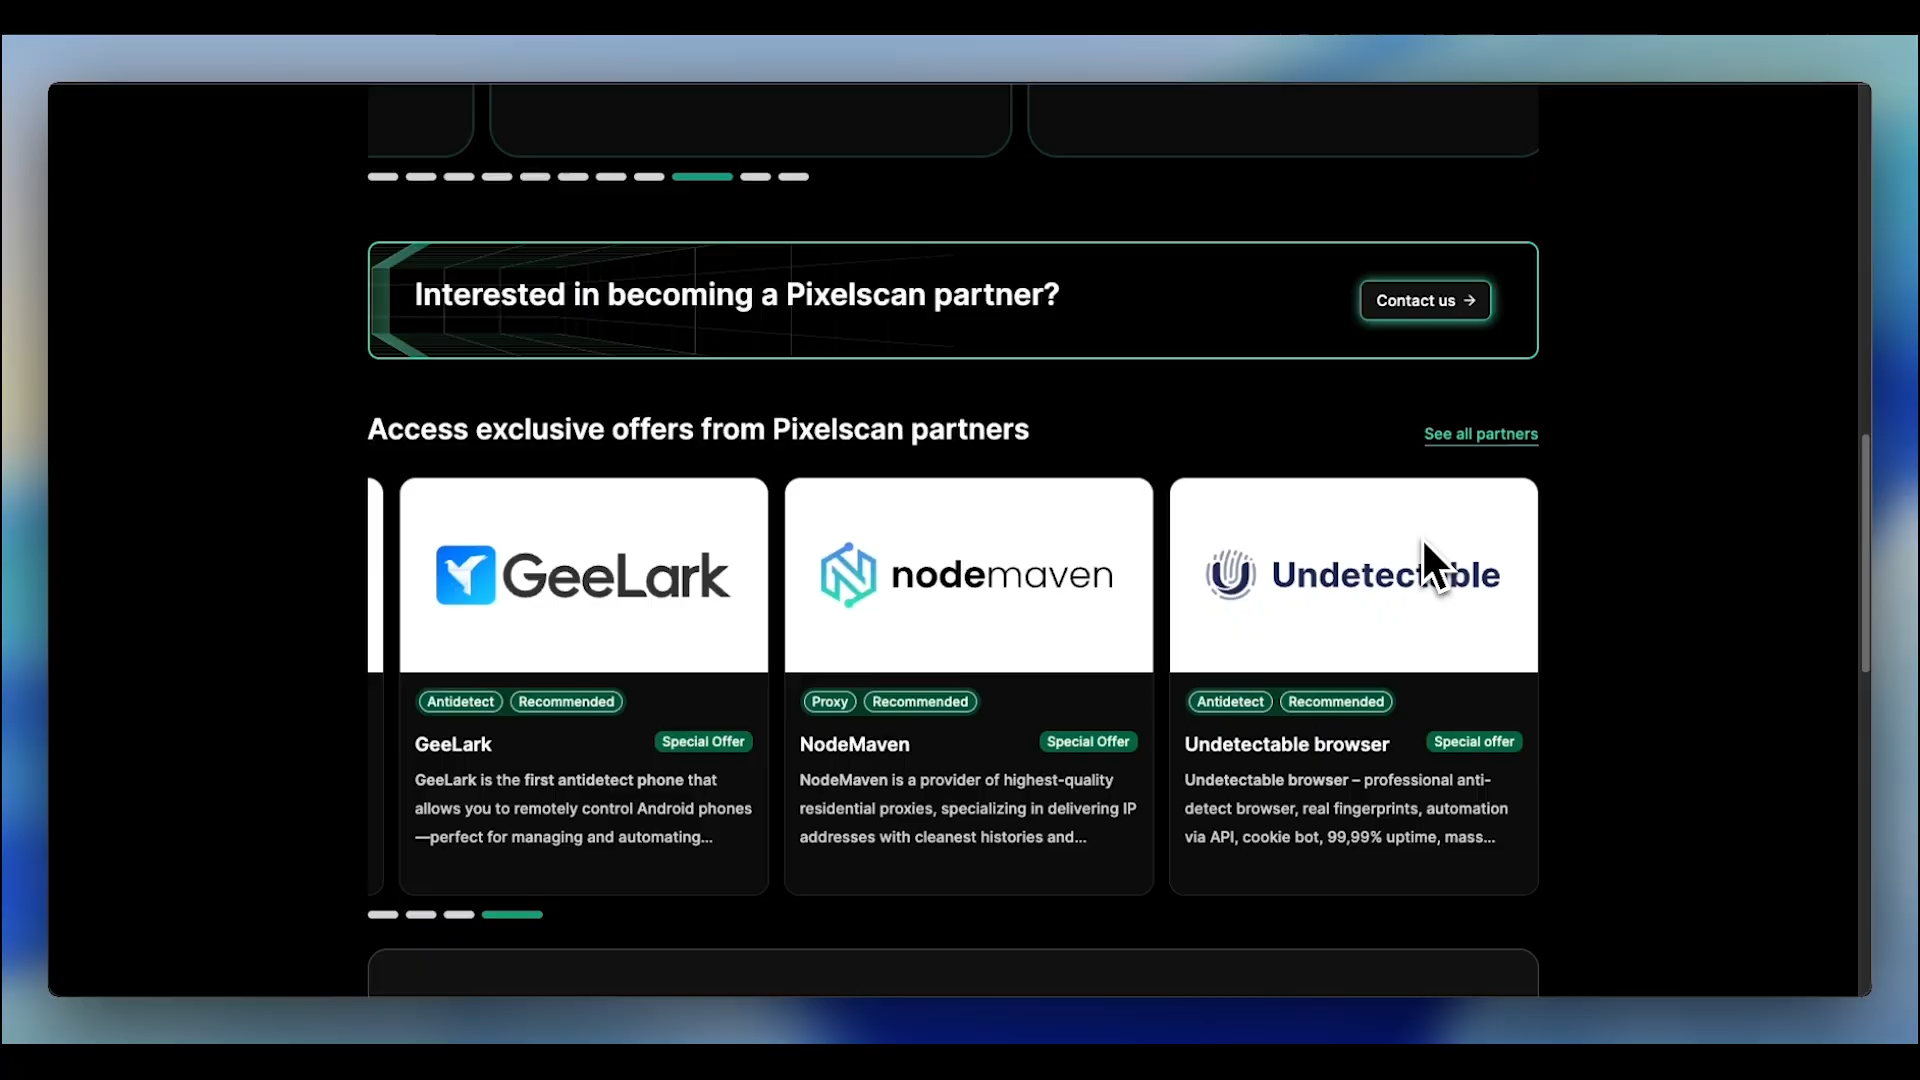 Interested in becoming a Pixelscan partner?
Contact us →
Access exclusive offers from Pixelscan partners
See all partners
GeeLark
nodemaven
Undetectable
Antidetect
Recommended
GeeLark
Special Offer
GeeLark is the first antidetect phone that
allows you to remotely control Android phones
—perfect for managing and automating...
Proxy
Recommended
NodeMaven
Special Offer
NodeMaven is a provider of highest-quality
residential proxies, specializing in delivering IP
addresses with cleanest histories and...
Antidetect
Recommended
Undetectable browser
Special offer
Undetectable browser – professional anti-
detect browser, real fingerprints, automation
via API, cookie bot, 99,99% uptime, mass...